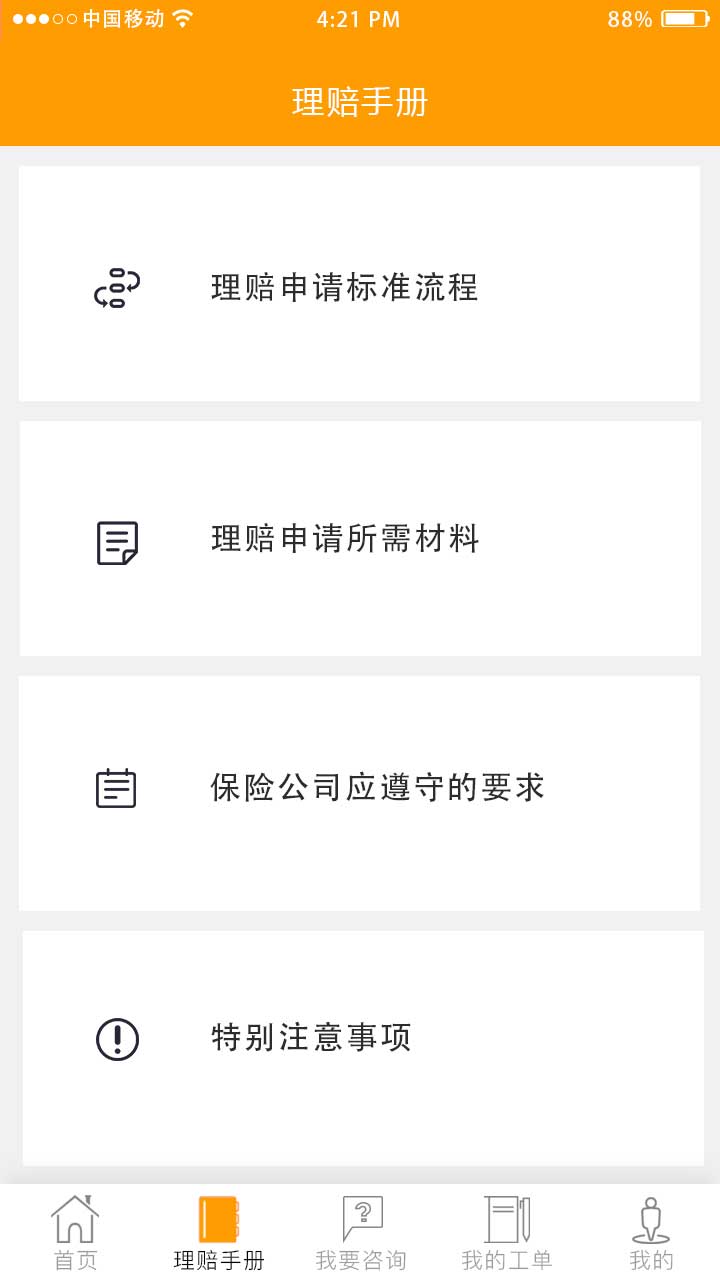 中国移动 4:21 PM 88%
理赔手册
理赔申请标准流程
理赔申请所需材料
保险公司应遵守的要求
特别注意事项
首页 理赔手册 我要咨询 我的工单 我的